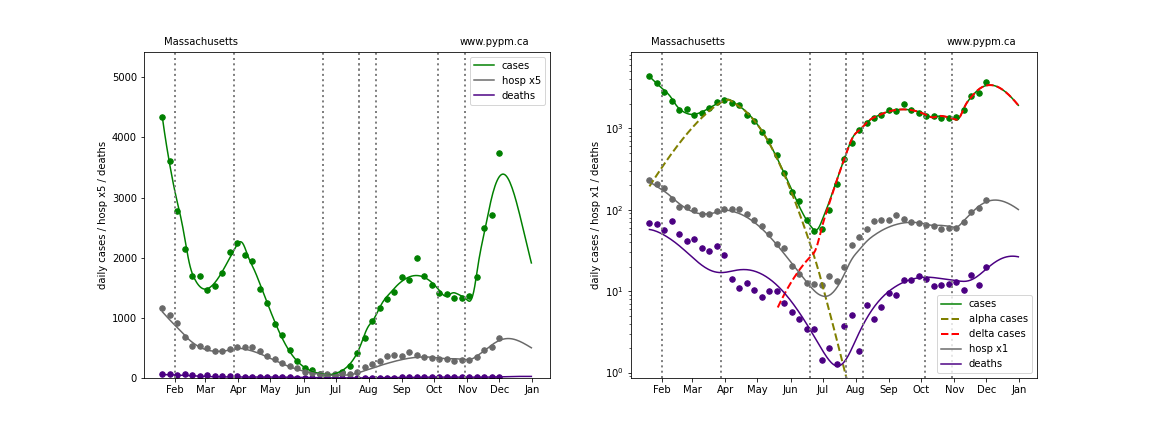 Massachusetts www.pypm.ca
daily cases / hosp x5 / deaths
5000
4000
3000
2000
1000
0
cases
hosp x5
deaths
Feb Mar Apr May Jun Jul Aug Sep Oct Nov Dec Jan
Massachusetts www.pypm.ca
daily cases / hosp x1 / deaths
10³
10²
10¹
10⁰
cases
alpha cases
delta cases
hosp x1
deaths
Feb Mar Apr May Jun Jul Aug Sep Oct Nov Dec Jan